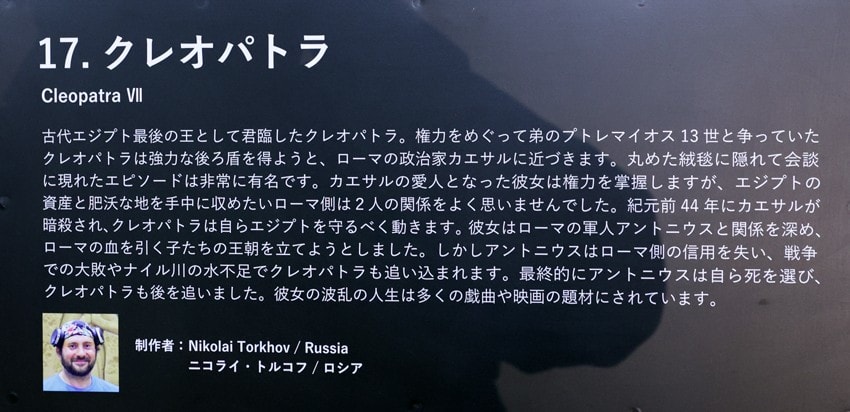 17. クレオパトラ
Cleopatra Ⅶ
古代エジプト最後の王として君臨したクレオパトラ。権力をめぐって弟のプトレマイオス 13 世と争っていた
クレオパトラは強力な後ろ盾を得ようと、ローマの政治家カエサルに近づきます。丸めた絨毯に隠れて会談
に現れたエピソードは非常に有名です。カエサルの愛人となった彼女は権力を掌握しますが、エジプトの
資産と肥沃な地を手中に収めたいローマ側は２人の関係をよく思いませんでした。紀元前 44 年にカエサルが
暗殺され、クレオパトラは自らエジプトを守るべく動きます。彼女はローマの軍人アントニウスと関係を深め、
ローマの血を引く子たちの王朝を立てようとしました。しかしアントニウスはローマ側の信用を失い、戦争
での大敗やナイル川の水不足でクレオパトラも追い込まれます。最終的にアントニウスは自ら死を選び、
クレオパトラも後を追いました。彼女の波乱の人生は多くの戯曲や映画の題材にされています。
制作者：Nikolai Torkhov / Russia
ニコライ・トルコフ / ロシア